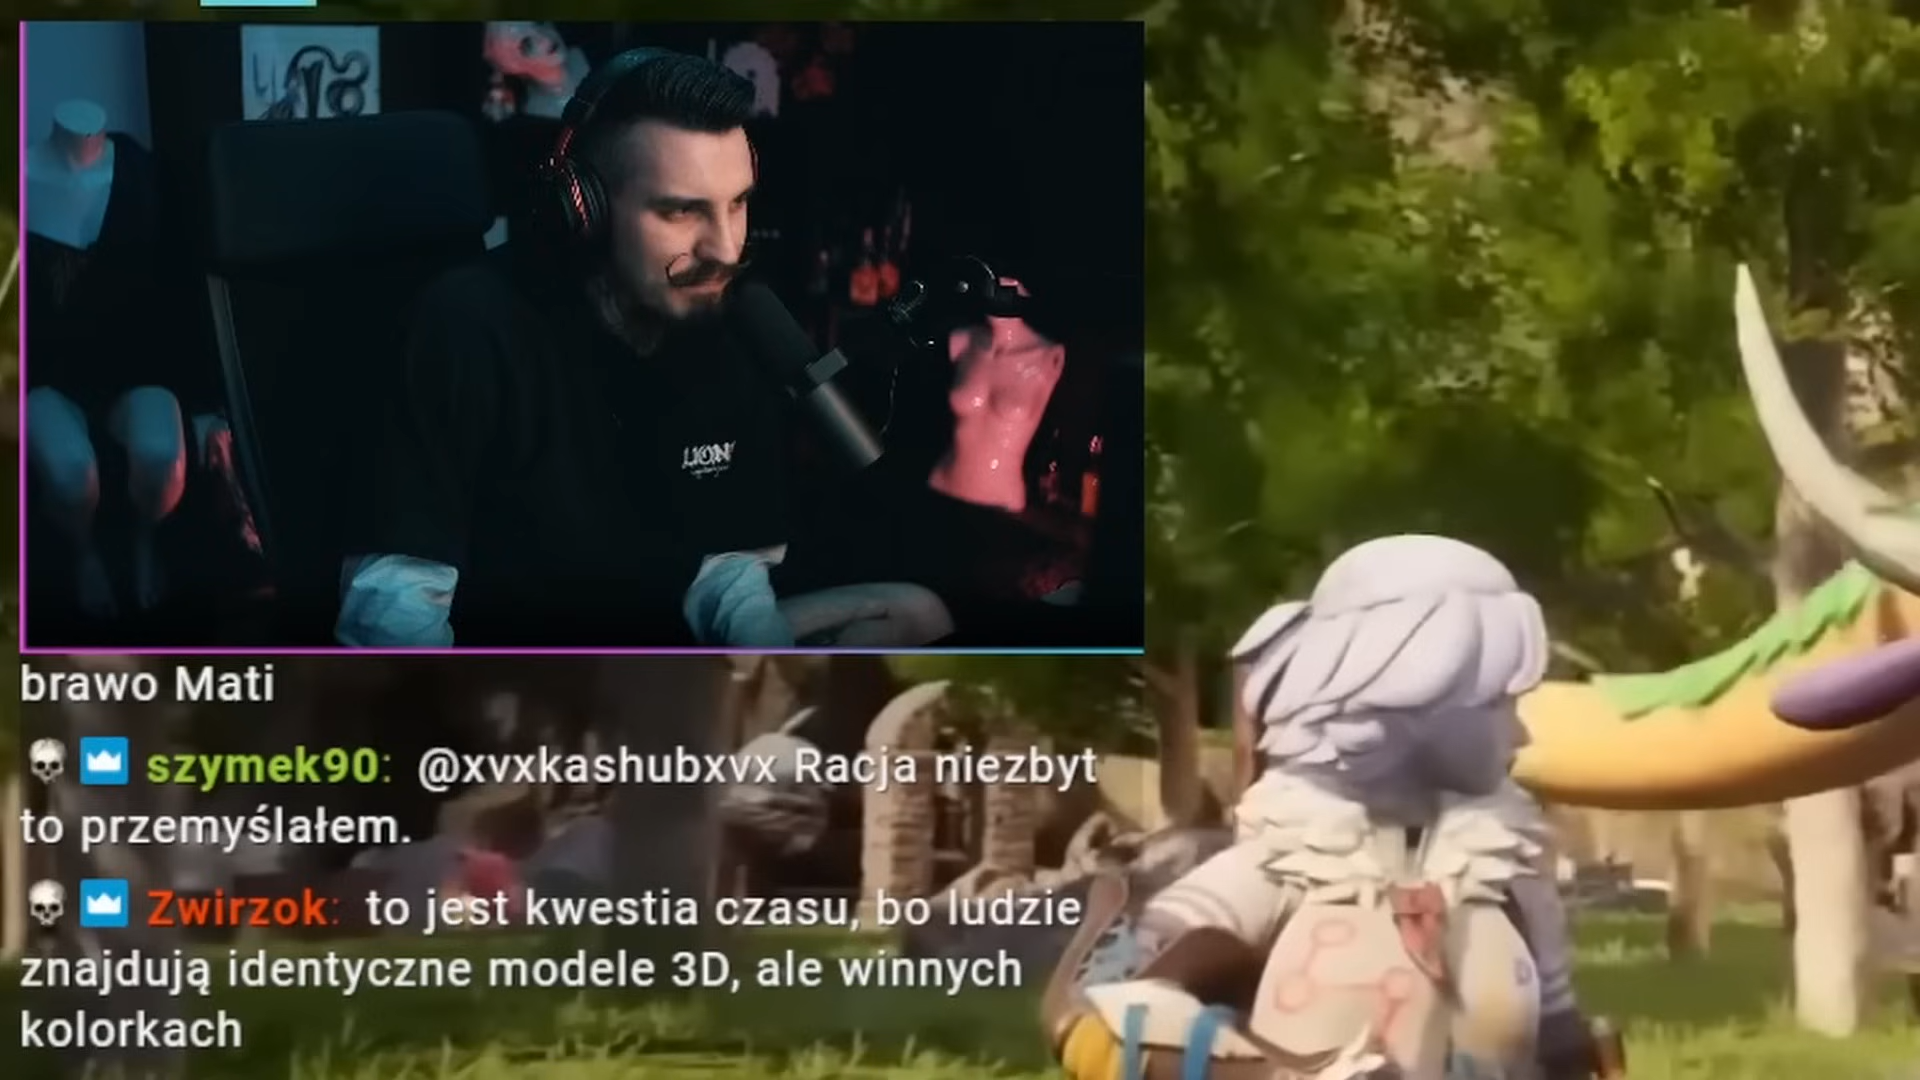 brawo Mati
szymek90: @xvxkashubxvx Racja niezbyt
to przemyślałem.
Zwirzok: to jest kwestia czasu, bo ludzie
znajdują identyczne modele 3D, ale winnych
kolorkach